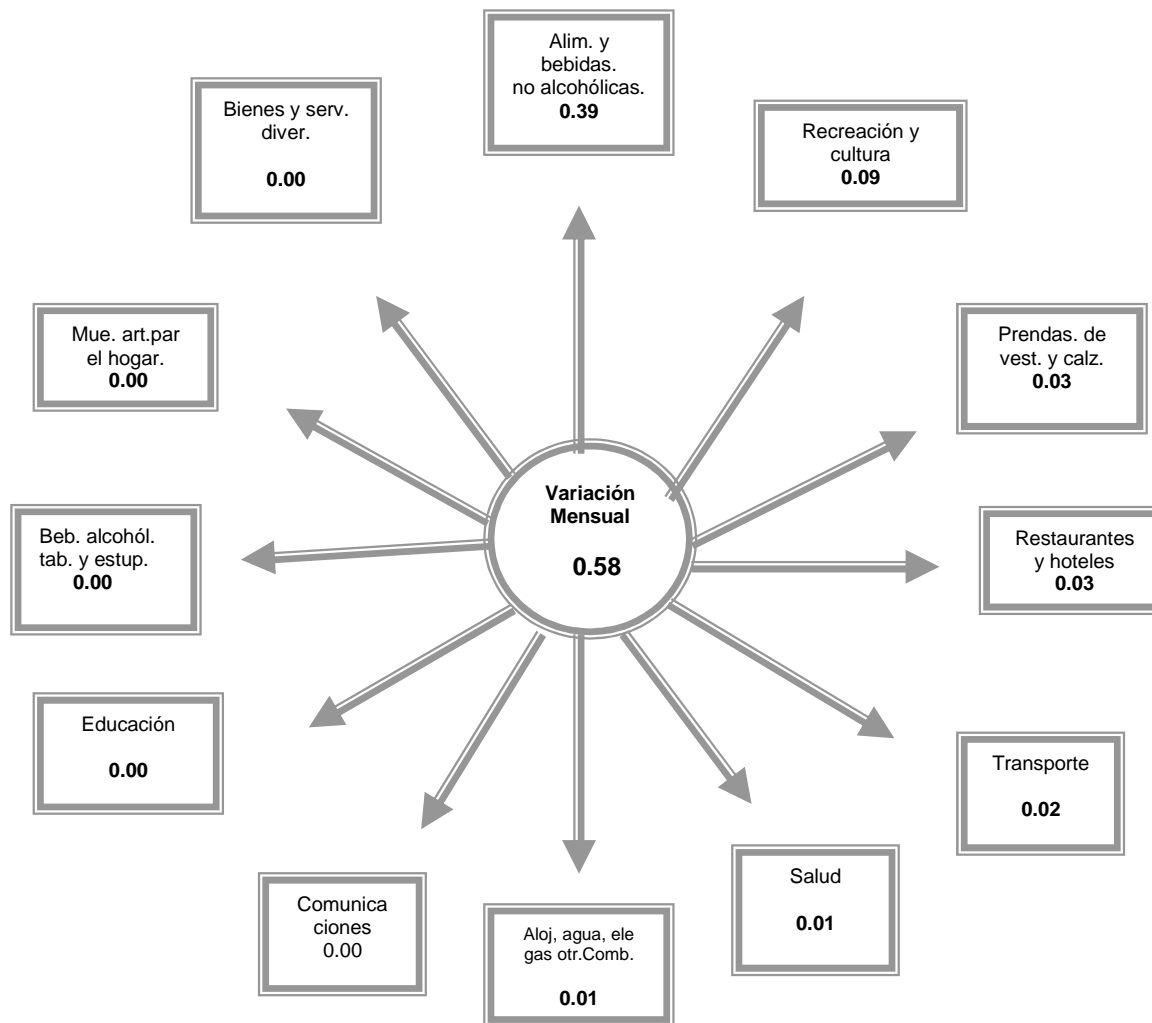 Alim. y
bebidas.
no alcohólicas.
0.39
Recreación y
cultura
0.09
Prendas. de
vest. y calz.
0.03
Restaurantes
y hoteles
0.03
Transporte
0.02
Salud
0.01
Aloj, agua, ele
gas otr.Comb.
0.01
Comunica
ciones
0.00
Educación
0.00
Beb. alcohól.
tab. y estup.
0.00
Mue. art.par
el hogar.
0.00
Bienes y serv.
diver.
0.00
Variación
Mensual
0.58